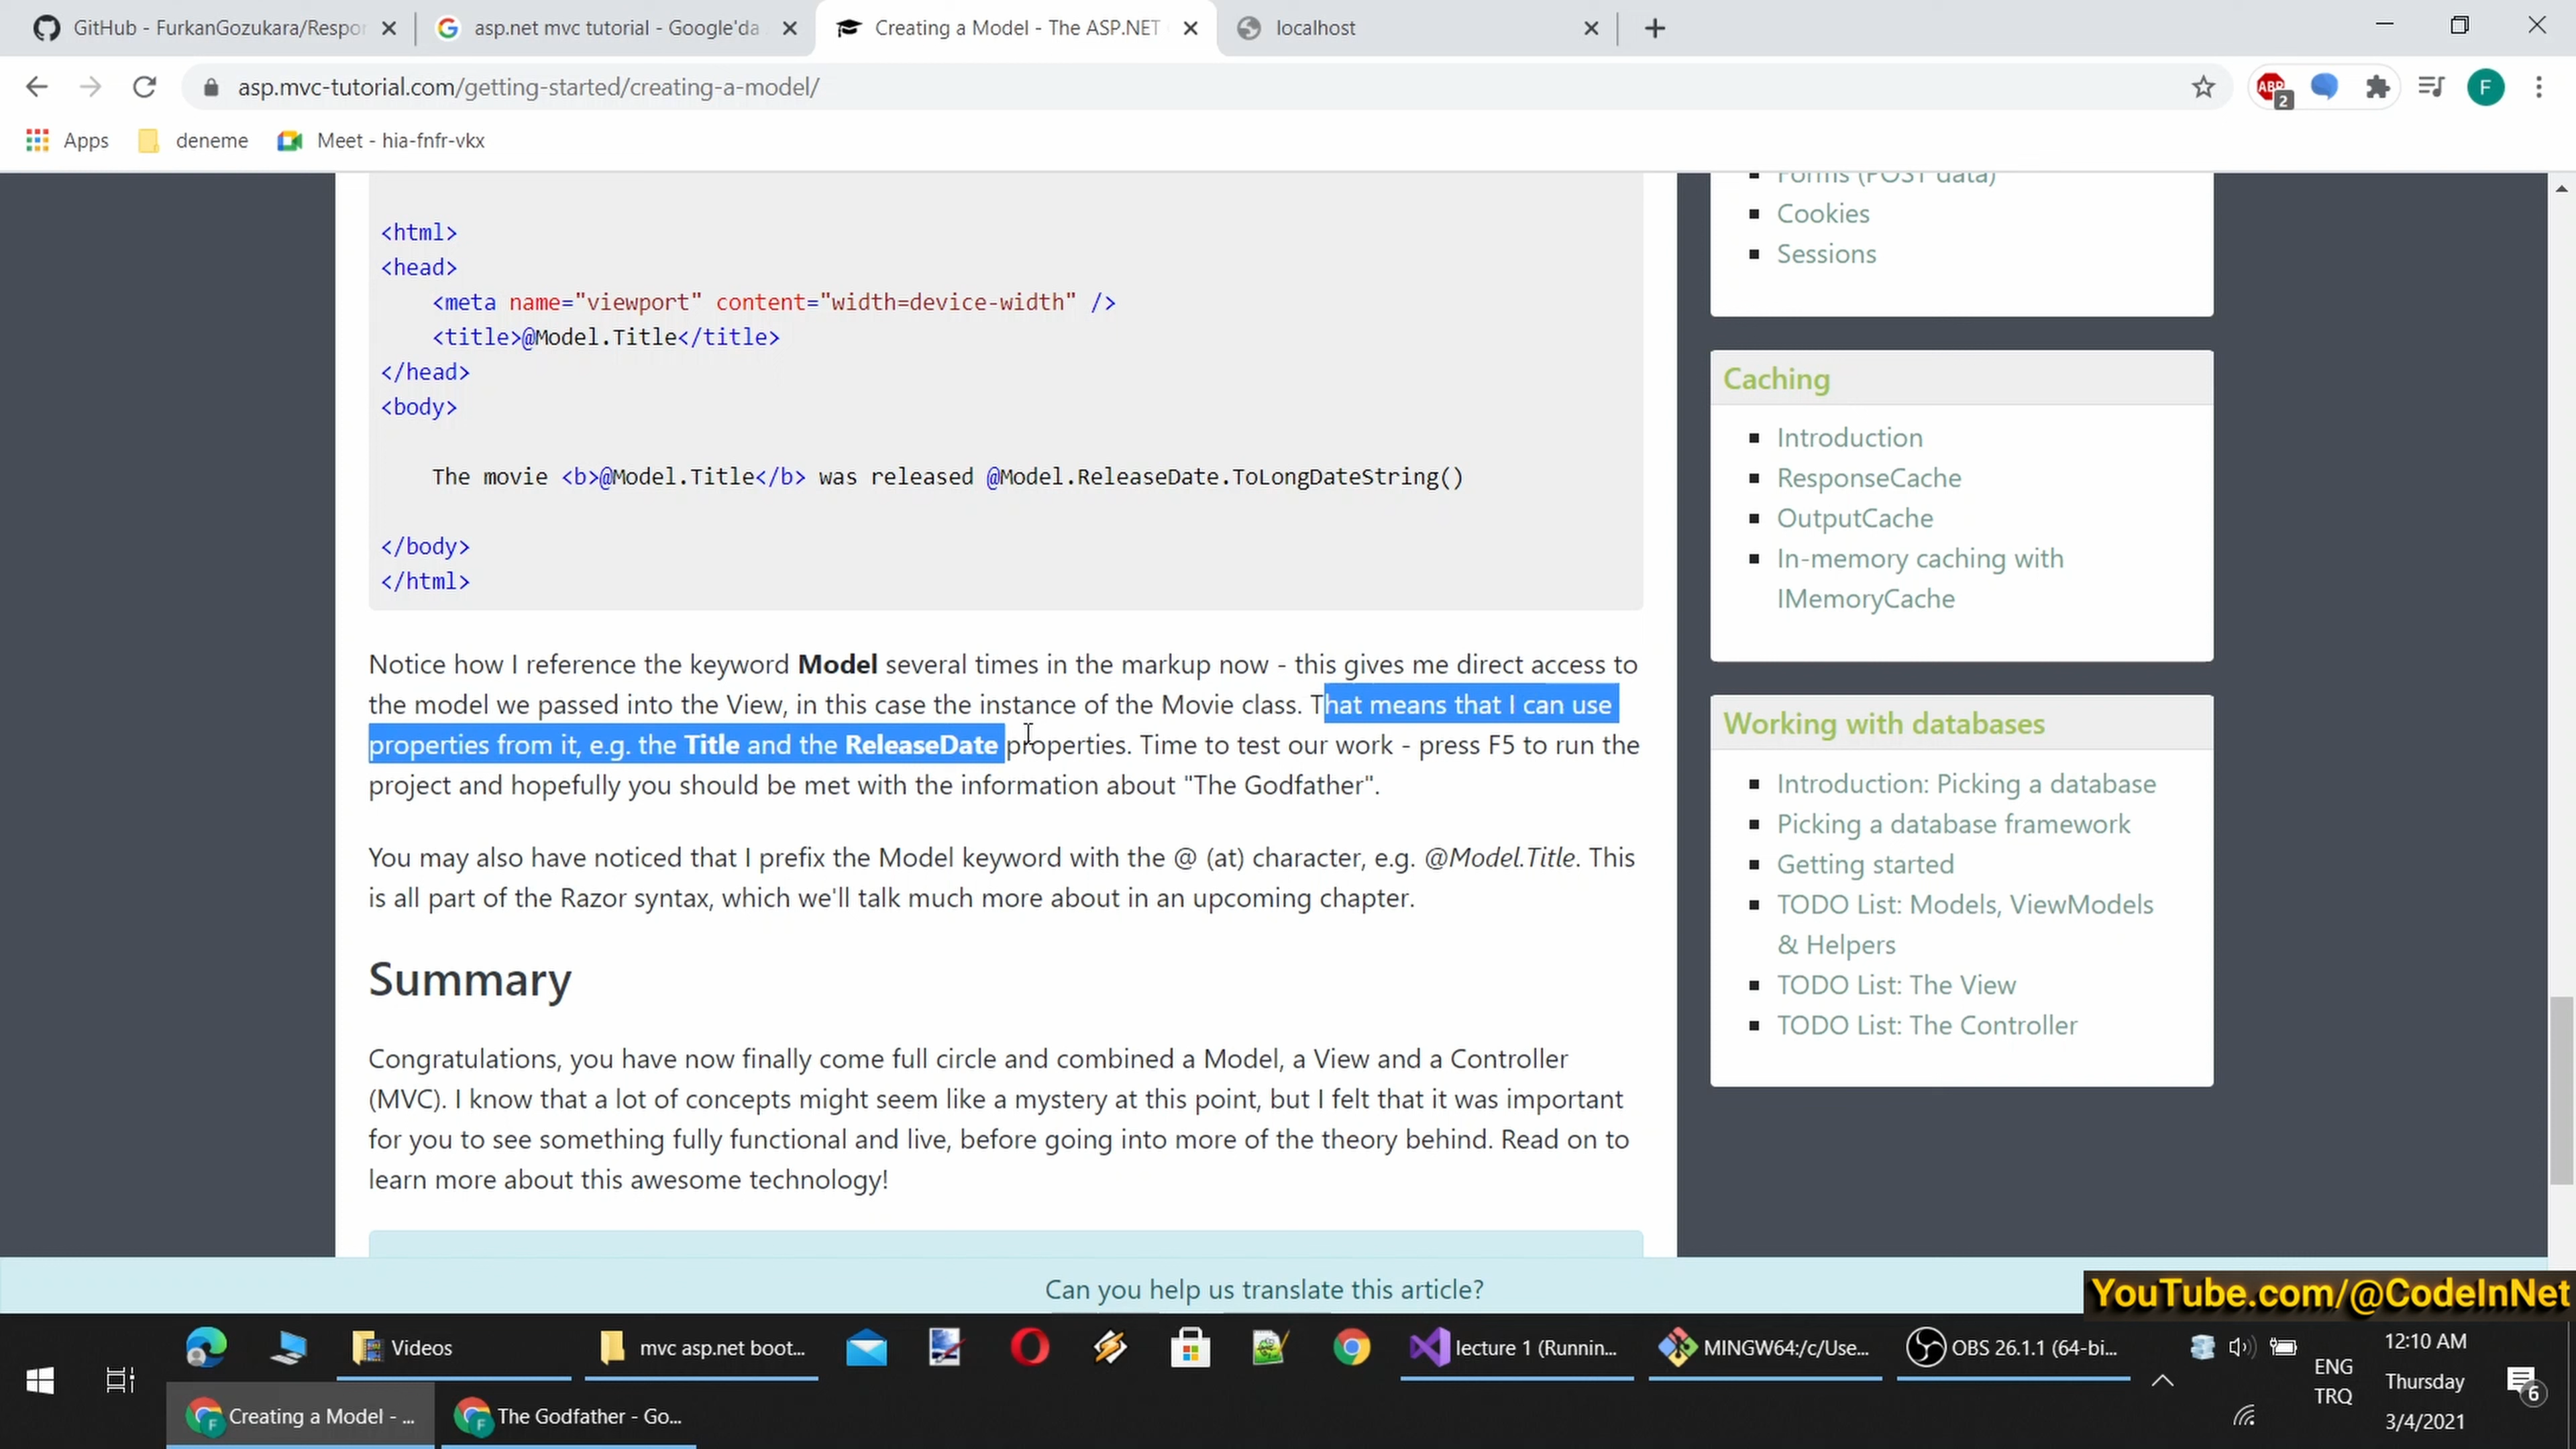 GitHub - FurkanGozukara/Respor
asp.net mvc tutorial - Google'da
Creating a Model - The ASP.NET
localhost
asp.mvc-tutorial.com/getting-started/creating-a-model/
ABP
2
F
Apps
deneme
Meet - hia-fnfr-vkx
<html>
<head>
<meta name="viewport" content="width=device-width" />
<title>@Model.Title</title>
</head>
<body>
The movie <b>@Model.Title</b> was released @Model.ReleaseDate.ToLongDateString()
</body>
</html>
Notice how I reference the keyword Model several times in the markup now - this gives me direct access to
the model we passed into the View, in this case the instance of the Movie class. That means that I can use
properties from it, e.g. the Title and the ReleaseDate properties. Time to test our work - press F5 to run the
project and hopefully you should be met with the information about "The Godfather".
You may also have noticed that I prefix the Model keyword with the @ (at) character, e.g. @Model.Title. This
is all part of the Razor syntax, which we'll talk much more about in an upcoming chapter.
Summary
Congratulations, you have now finally come full circle and combined a Model, a View and a Controller
(MVC). I know that a lot of concepts might seem like a mystery at this point, but I felt that it was important
for you to see something fully functional and live, before going into more of the theory behind. Read on to
learn more about this awesome technology!
Forms (POST data)
Cookies
Sessions
Caching
Introduction
ResponseCache
OutputCache
In-memory caching with
IMemoryCache
Working with databases
Introduction: Picking a database
Picking a database framework
Getting started
TODO List: Models, ViewModels
& Helpers
TODO List: The View
TODO List: The Controller
Can you help us translate this article?
YouTube.com/@CodeInNet
Videos
mvc asp.net boot...
lecture 1 (Runnin...
MINGW64:/c/Use...
OBS 26.1.1 (64-bi...
Creating a Model - ...
The Godfather - Go...
ENG
TRQ
12:10 AM
Thursday
3/4/2021
6